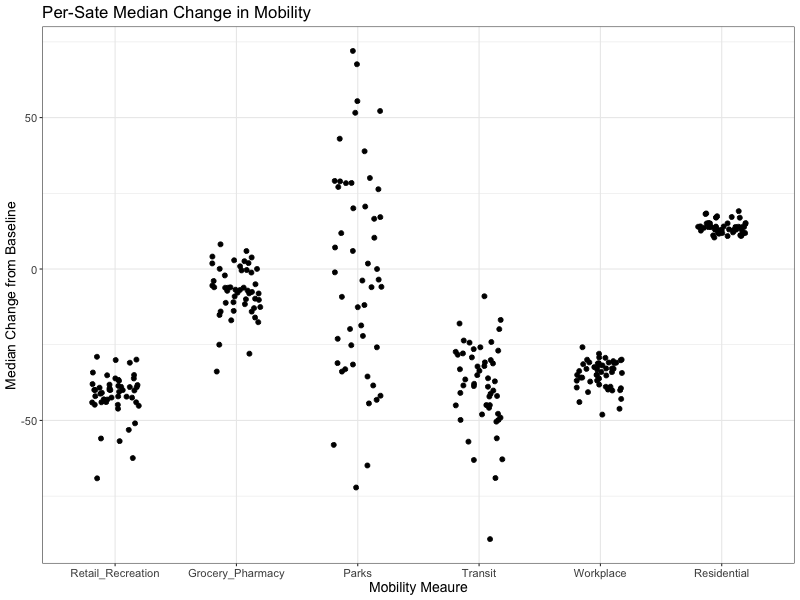 Per-Sate Median Change in Mobility
Median Change from Baseline
50
0
-50
Retail_Recreation Grocery_Pharmacy Parks Transit Workplace Residential
Mobility Meaure